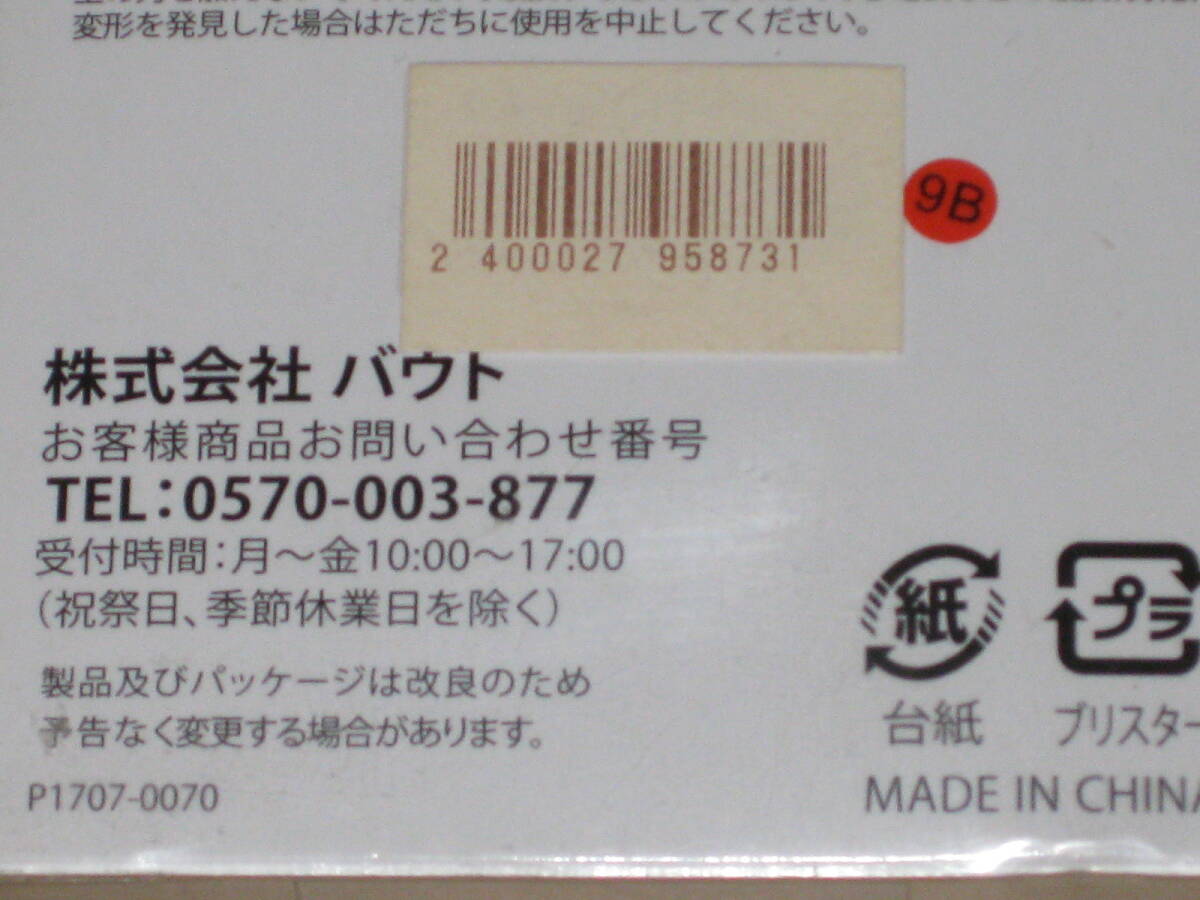 変形を発見した場合はただちに使用を中止してください。
2 400027 958731
9B
株式会社 バウト
お客様商品お問い合わせ番号
TEL:0570-003-877
受付時間:月～金10:00～17:00
(祝祭日、季節休業日を除く)
製品及びパッケージは改良のため
予告なく変更する場合があります。
P1707-0070
紙
台紙
プラ
ブリスター
MADE IN CHINA